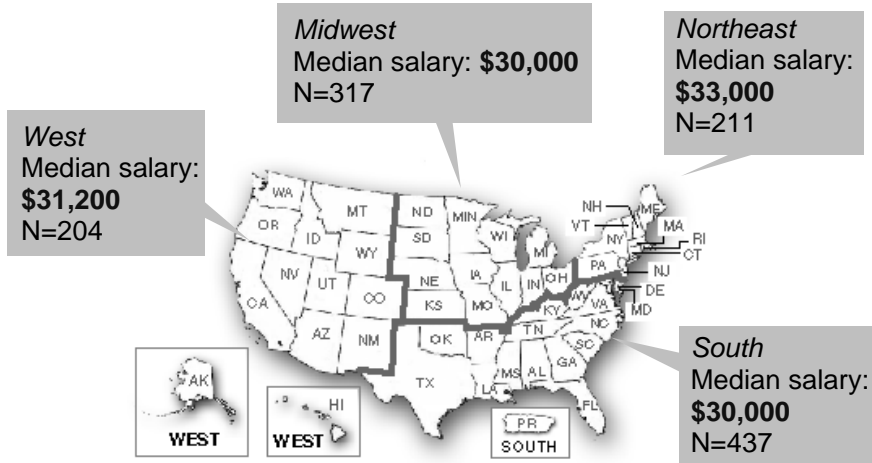 Midwest
Median salary: $30,000
N=317
Northeast
Median salary:
$33,000
N=211
West
Median salary:
$31,200
N=204
WA
MT
ND
MIN
OR
ID
WY
SD
WI
MI
NH
VT
ME
MA
NY
RI
CT
PA
NJ
NV
UT
CO
NE
IA
IL
IN
OH
DE
MD
CA
KS
MO
KY
WV
VA
AZ
NM
OK
AR
TN
NC
SC
TX
LA
MS
AL
GA
FL
AK
WEST
HI
WEST
PR
SOUTH
South
Median salary:
$30,000
N=437